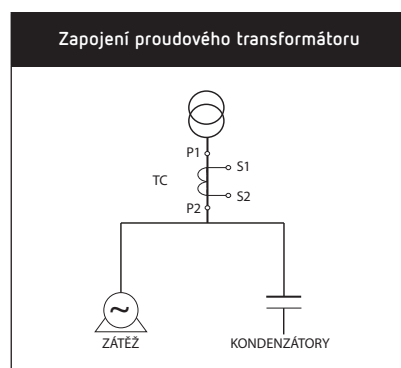 Zapojení proudového transformátoru
P1
S1
TC
S2
P2
~
ZÁTĚŽ
KONDENZÁTORY